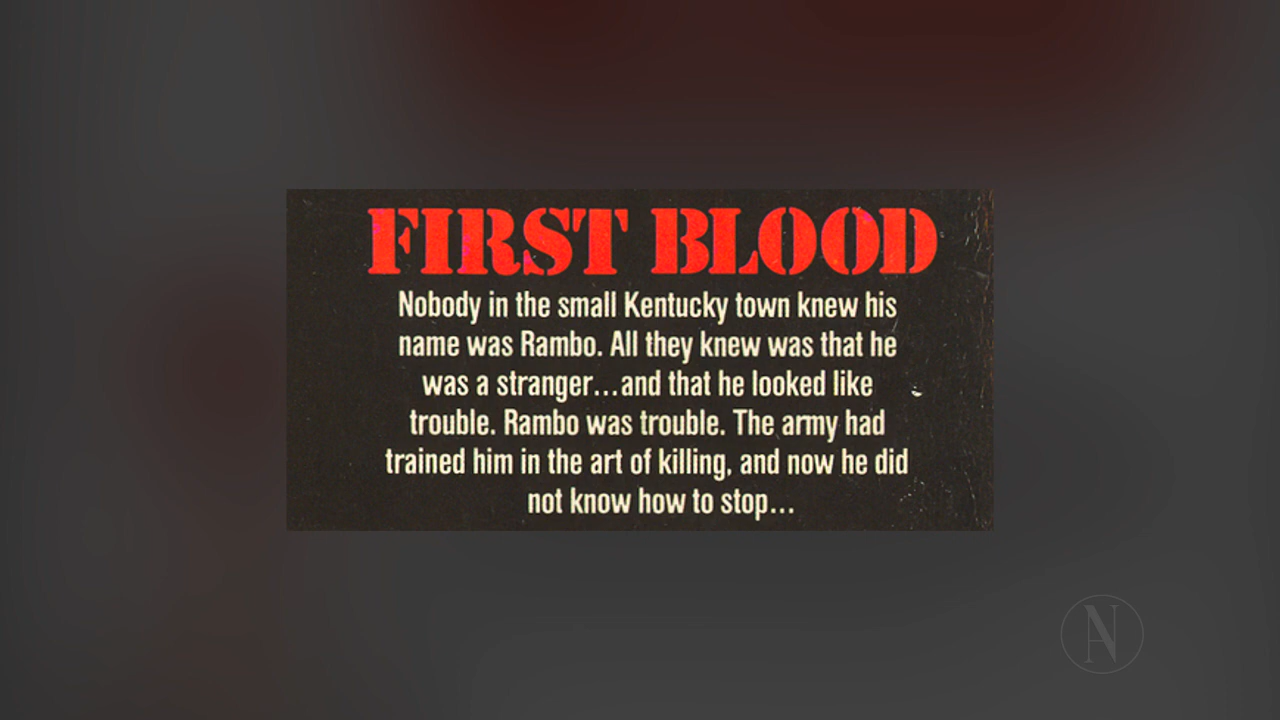 FIRST BLOOD
Nobody in the small Kentucky town knew his
name was Rambo. All they knew was that he
was a stranger...and that he looked like
trouble. Rambo was trouble. The army had
trained him in the art of killing, and now he did
not know how to stop...
N